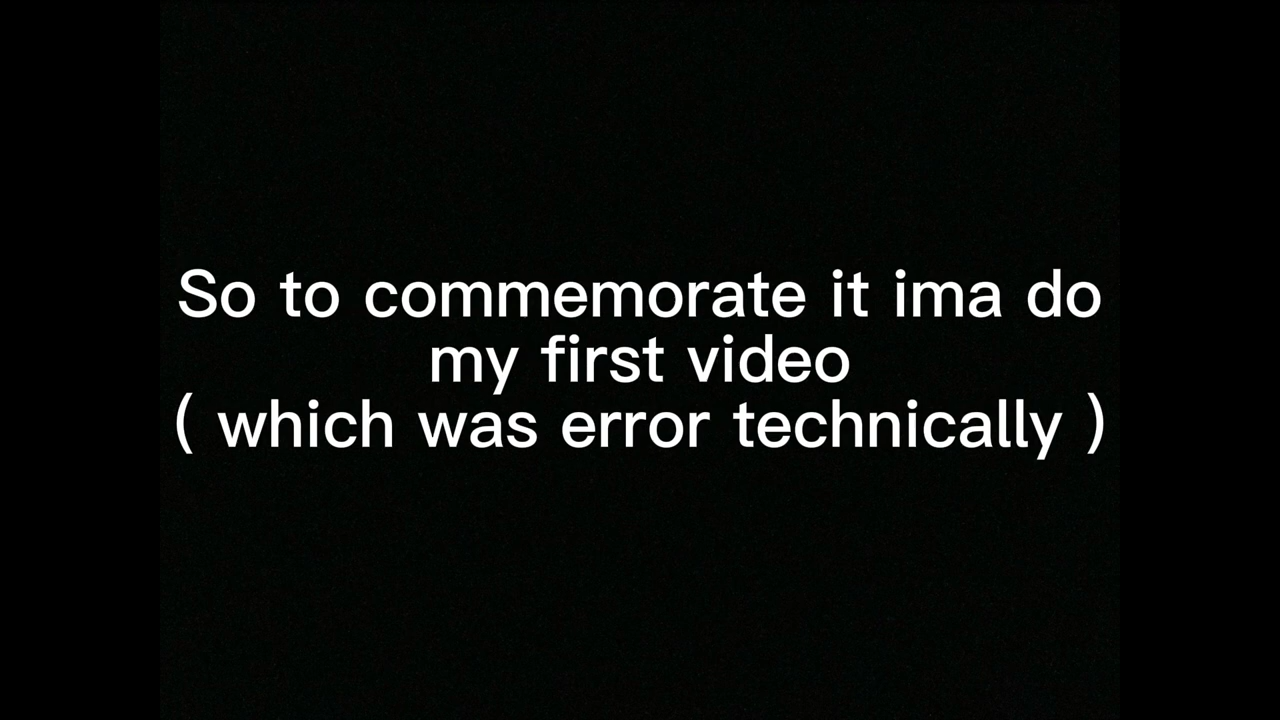 So to commemorate it ima do
my first video
( which was error technically )